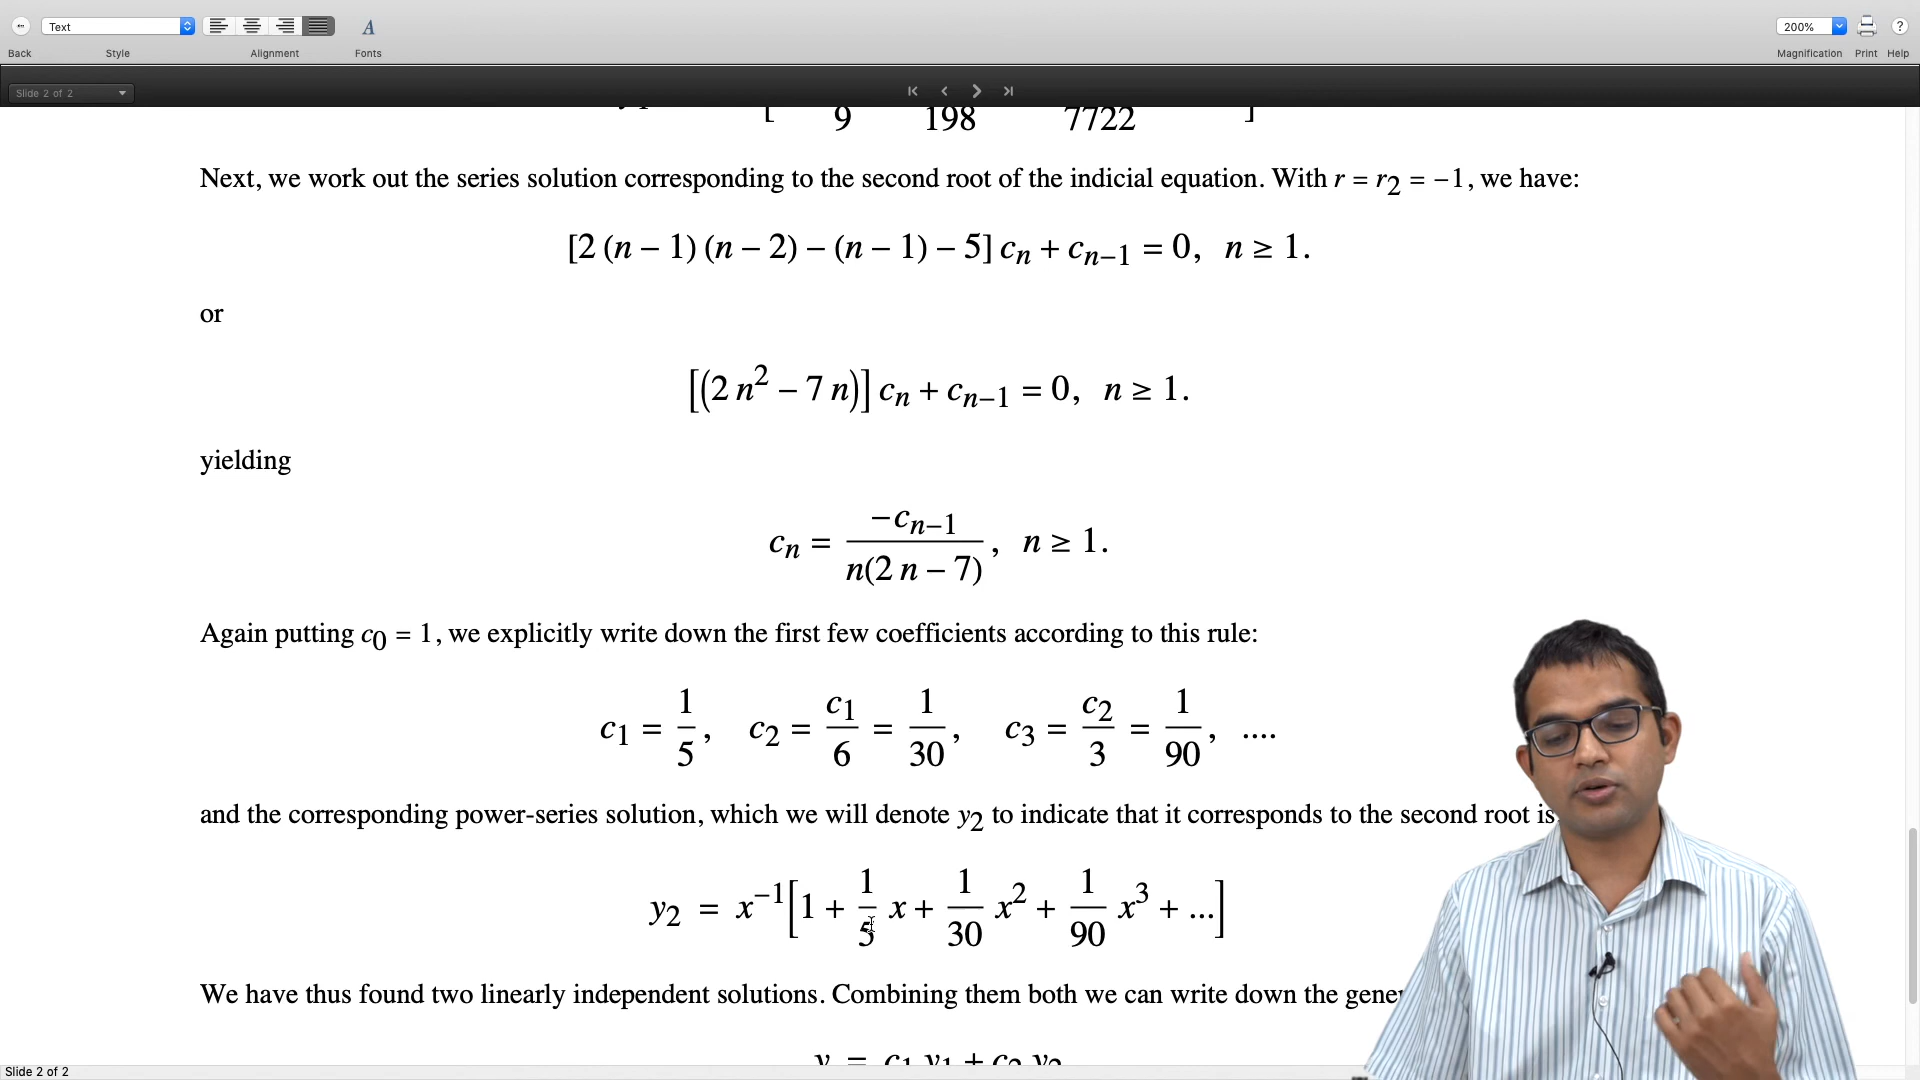 Text
200%
Back
Style
Alignment
Fonts
Magnification
Print
Help
Slide 2 of 2
9 198 7722
Next, we work out the series solution corresponding to the second root of the indicial equation. With r = r₂ = −1, we have:
[2 (n − 1) (n − 2) − (n − 1) − 5] cₙ + cₙ₋₁ = 0, n ≥ 1.
or
[(2 n² − 7 n)] cₙ + cₙ₋₁ = 0, n ≥ 1.
yielding
cₙ = −cₙ₋₁ / n(2 n − 7), n ≥ 1.
Again putting c₀ = 1, we explicitly write down the first few coefficients according to this rule:
c₁ = 1/5, c₂ = c₁/6 = 1/30, c₃ = c₂/3 = 1/90, ....
and the corresponding power-series solution, which we will denote y₂ to indicate that it corresponds to the second root is
y₂ = x⁻¹[1 + 1/5 x + 1/30 x² + 1/90 x³ + ...]
We have thus found two linearly independent solutions. Combining them both we can write down the
y = c₁ y₁ + c₂ y₂
Slide 2 of 2